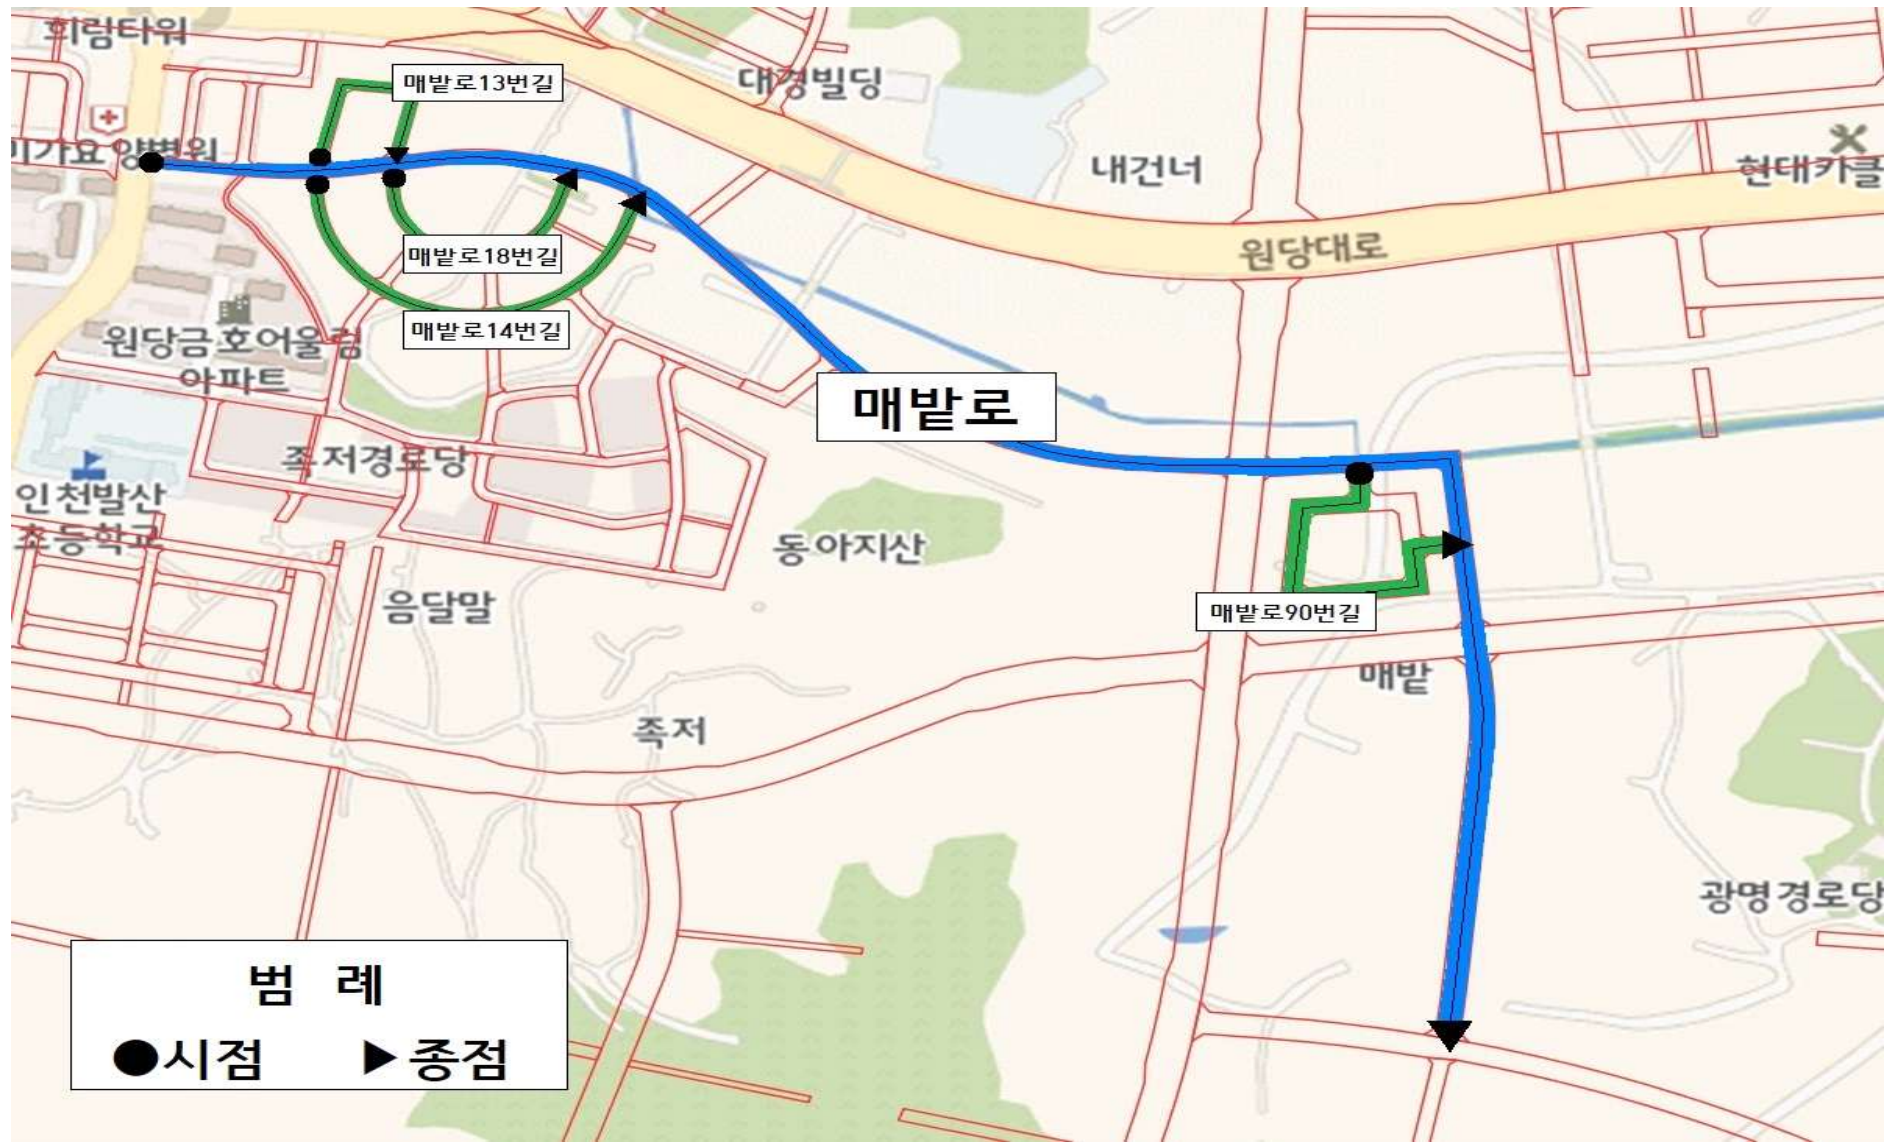 희림타워
매밭로13번길
대경빌딩
내건너
현대카클
원당대로
매밭로18번길
매밭로14번길
원당금호어울림
아파트
매밭로
족저경로당
인천발산
초등학교
동아지산
음달말
매밭로90번길
매밭
족저
광명경로당
범 례
●시점 ▶종점